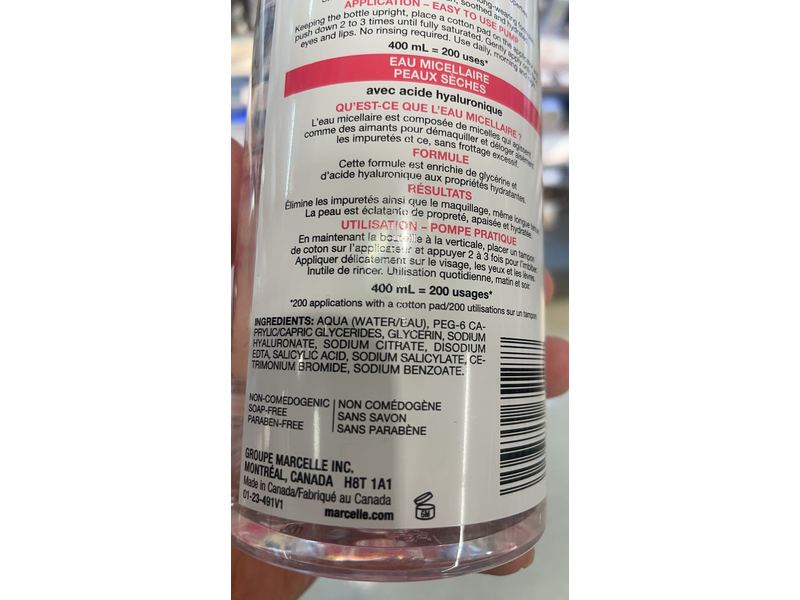 long-wearing
soothed and
APPLICATION – EASY TO USE PUMP
Keeping the bottle upright, place a cotton pad on the
push down 2 to 3 times until fully saturated. Gently apply on
eyes and lips. No rinsing required. Use daily, morning and
400 mL = 200 uses*
EAU MICELLAIRE
PEAUX SÈCHES
avec acide hyaluronique
QU'EST-CE QUE L'EAU MICELLAIRE ?
L'eau micellaire est composée de micelles qui agissent
comme des aimants pour démaquiller et déloger aisément
les impuretés et ce, sans frottage excessif.
FORMULE
Cette formule est enrichie de glycérine et
d'acide hyaluronique aux propriétés hydratantes.
RÉSULTATS
Élimine les impuretés ainsi que le maquillage, même longue tenue.
La peau est éclatante de propreté, apaisée et hydratée.
UTILISATION – POMPE PRATIQUE
En maintenant la bouteille à la verticale, placer un tampon
de coton sur l'applicateur et appuyer 2 à 3 fois pour l'imbiber.
Appliquer délicatement sur le visage, les yeux et les lèvres.
Inutile de rincer. Utilisation quotidienne, matin et soir.
400 mL = 200 usages*
*200 applications with a cotton pad/200 utilisations sur un tampon
INGREDIENTS: AQUA (WATER/EAU), PEG-6 CA-
PRYLIC/CAPRIC GLYCERIDES, GLYCERIN, SODIUM
HYALURONATE, SODIUM CITRATE, DISODIUM
EDTA, SALICYLIC ACID, SODIUM SALICYLATE, CE-
TRIMONIUM BROMIDE, SODIUM BENZOATE.
NON-COMEDOGENIC | NON COMÉDOGÈNE
SOAP-FREE | SANS SAVON
PARABEN-FREE | SANS PARABÈNE
GROUPE MARCELLE INC.
MONTRÉAL, CANADA H8T 1A1
Made in Canada/Fabriqué au Canada
01-23-491V1
marcelle.com
6M